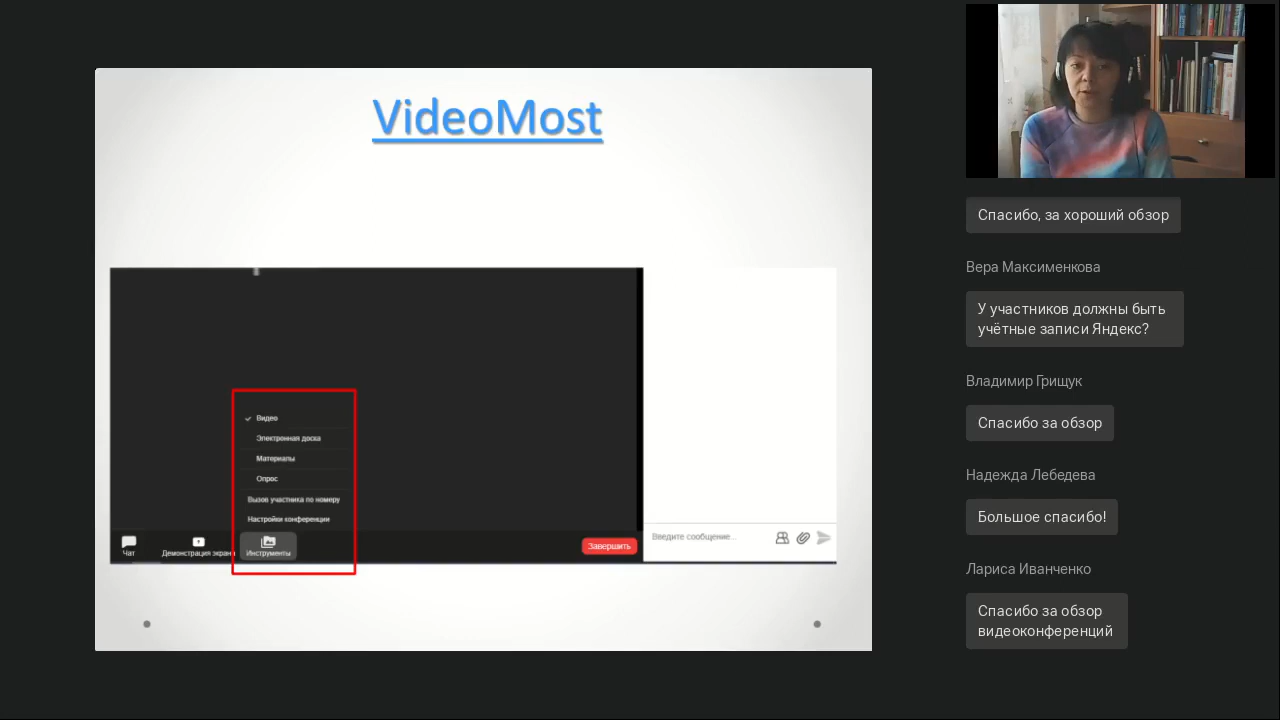 VideoMost
Видео
Электронная доска
Материалы
Опрос
Вызов участника по номеру
Настройки конференции
Чат
Демонстрация экрана
Инструменты
Завершить
Введите сообщение...
Спасибо, за хороший обзор
Вера Максименкова
У участников должны быть
учётные записи Яндекс?
Владимир Грищук
Спасибо за обзор
Надежда Лебедева
Большое спасибо!
Лариса Иванченко
Спасибо за обзор
видеоконференций